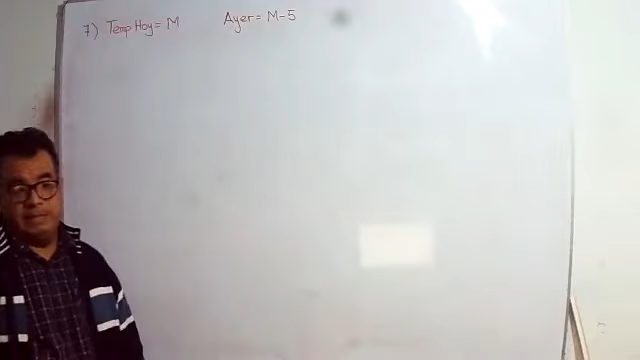 7) Temp Hoy = M Ayer = M-5